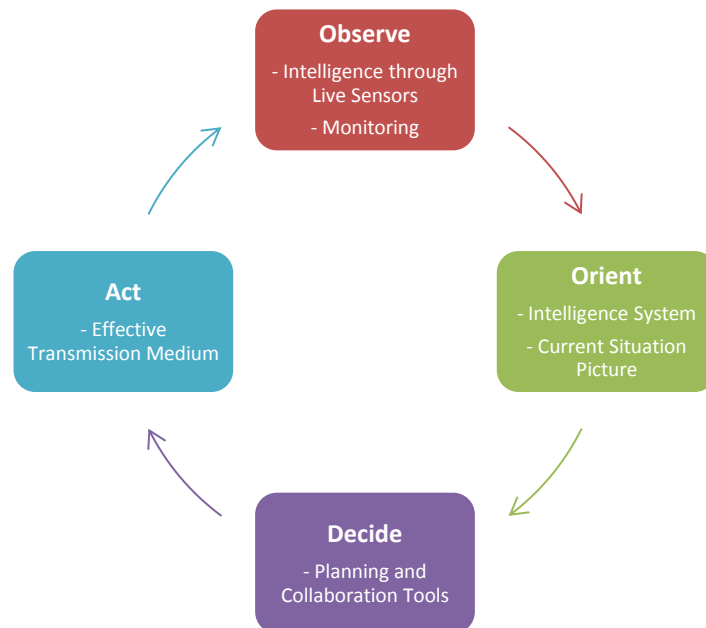 Observe
- Intelligence through
Live Sensors
- Monitoring
Orient
- Intelligence System
- Current Situation
Picture
Decide
- Planning and
Collaboration Tools
Act
- Effective
Transmission Medium